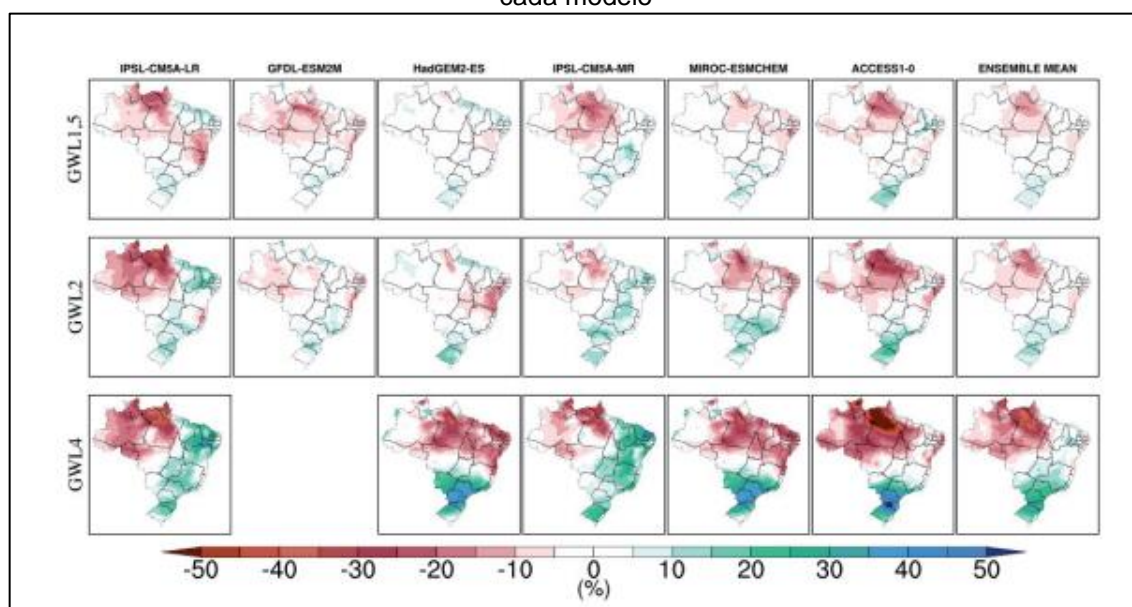 cada modelo
IPSL-CM5A-LR GFDL-ESM2M HadGEM2-ES IPSL-CM5A-MR MIROC-ESMCHEM ACCESS1-0 ENSEMBLE MEAN
GWL1,5
GWL2
GWL4
-50 -40 -30 -20 -10 0 10 20 30 40 50
(%)